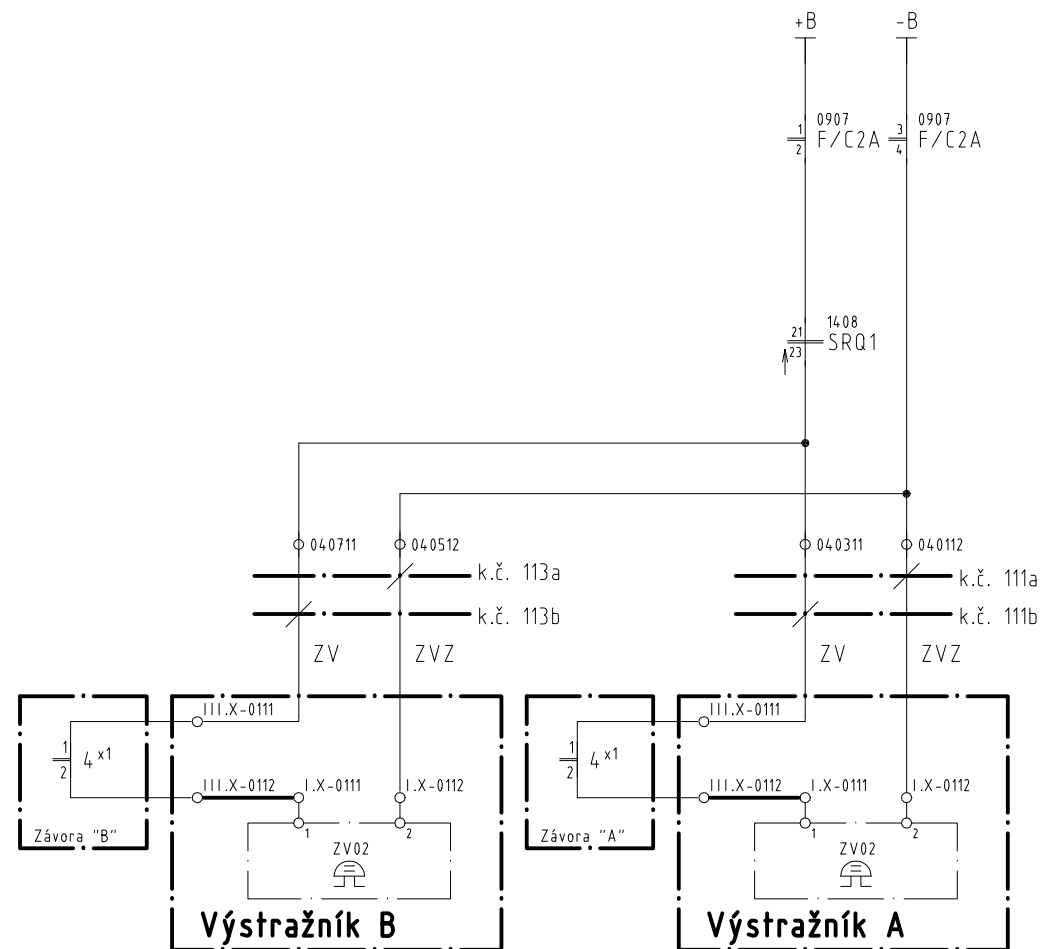 +B
-B
0907
1
F/C2A
2
0907
3
F/C2A
4
1408
21
SRQ1
23
040711
040512
k.č. 113a
k.č. 113b
ZV
ZVZ
040311
040112
k.č. 111a
k.č. 111b
ZV
ZVZ
III.X-0111
1
4 x1
2
III.X-0112
I.X-0111
I.X-0112
Závora "B"
1
2
ZV02
Výstražník B
III.X-0111
1
4 x1
2
III.X-0112
I.X-0111
I.X-0112
Závora "A"
1
2
ZV02
Výstražník A